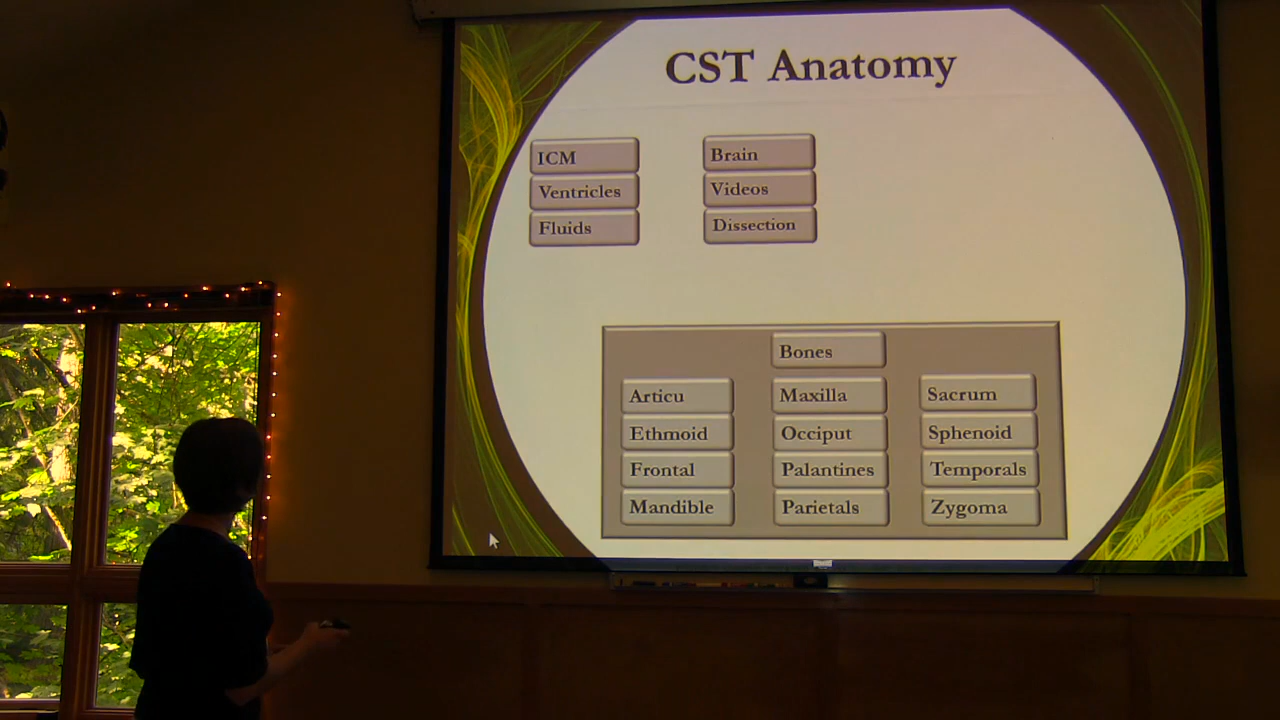 CST Anatomy
ICM
Ventricles
Fluids
Brain
Videos
Dissection
Bones
Articu
Ethmoid
Frontal
Mandible
Maxilla
Occiput
Palantines
Parietals
Sacrum
Sphenoid
Temporals
Zygoma